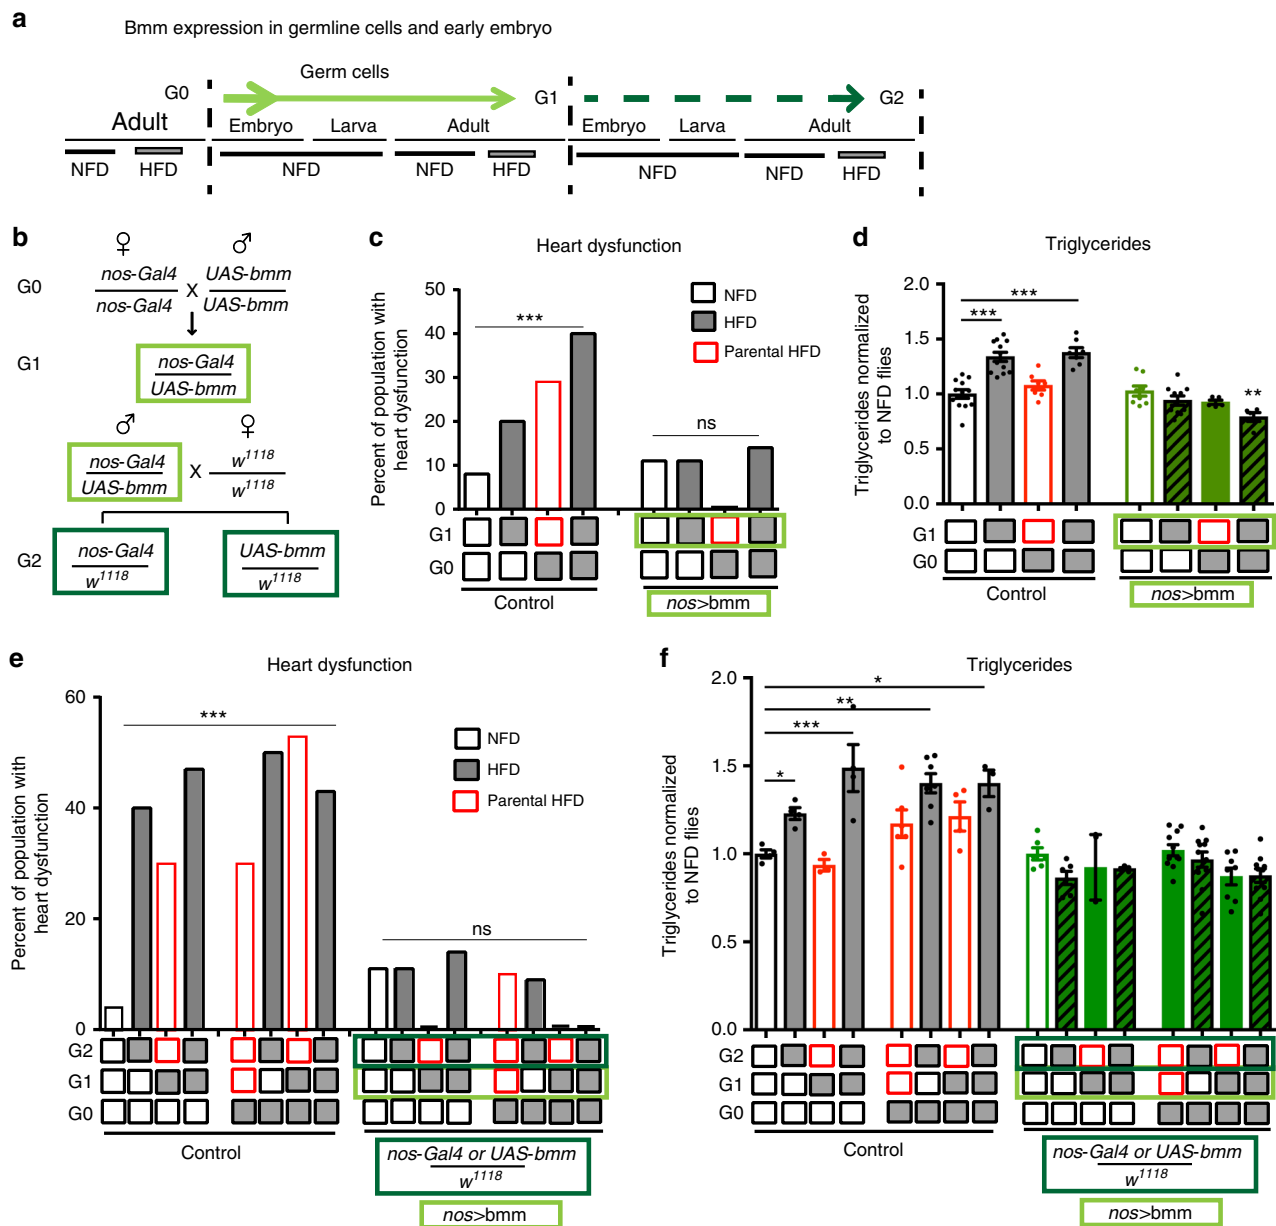 a
Bmm expression in germline cells and early embryo
Germ cells
G0 G1 G2
Adult Embryo Larva Adult Embryo Larva Adult
NFD HFD NFD NFD HFD NFD NFD HFD
b
♀ ♂
G0 nos-Gal4 X UAS-bmm
nos-Gal4 UAS-bmm
G1 nos-Gal4
UAS-bmm
♂ ♀
nos-Gal4 X w1118
UAS-bmm w1118
G2 nos-Gal4 UAS-bmm
w1118 w1118
c
Heart dysfunction
Percent of population with
heart dysfunction
50
40
30
20
10
0
***
ns
NFD
HFD
Parental HFD
G1
G0
Control nos>bmm
d
Triglycerides
Triglycerides normalized
to NFD flies
2.0
1.5
1.0
0.5
0.0
***
***
**
G1
G0
Control nos>bmm
e
Heart dysfunction
Percent of population with
heart dysfunction
60
40
20
0
***
ns
NFD
HFD
Parental HFD
G2
G1
G0
Control nos-Gal4 or UAS-bmm
w1118
nos>bmm
f
Triglycerides
Triglycerides normalized
to NFD flies
2.0
1.5
1.0
0.5
0.0
*
**
***
*
G2
G1
G0
Control nos-Gal4 or UAS-bmm
w1118
nos>bmm